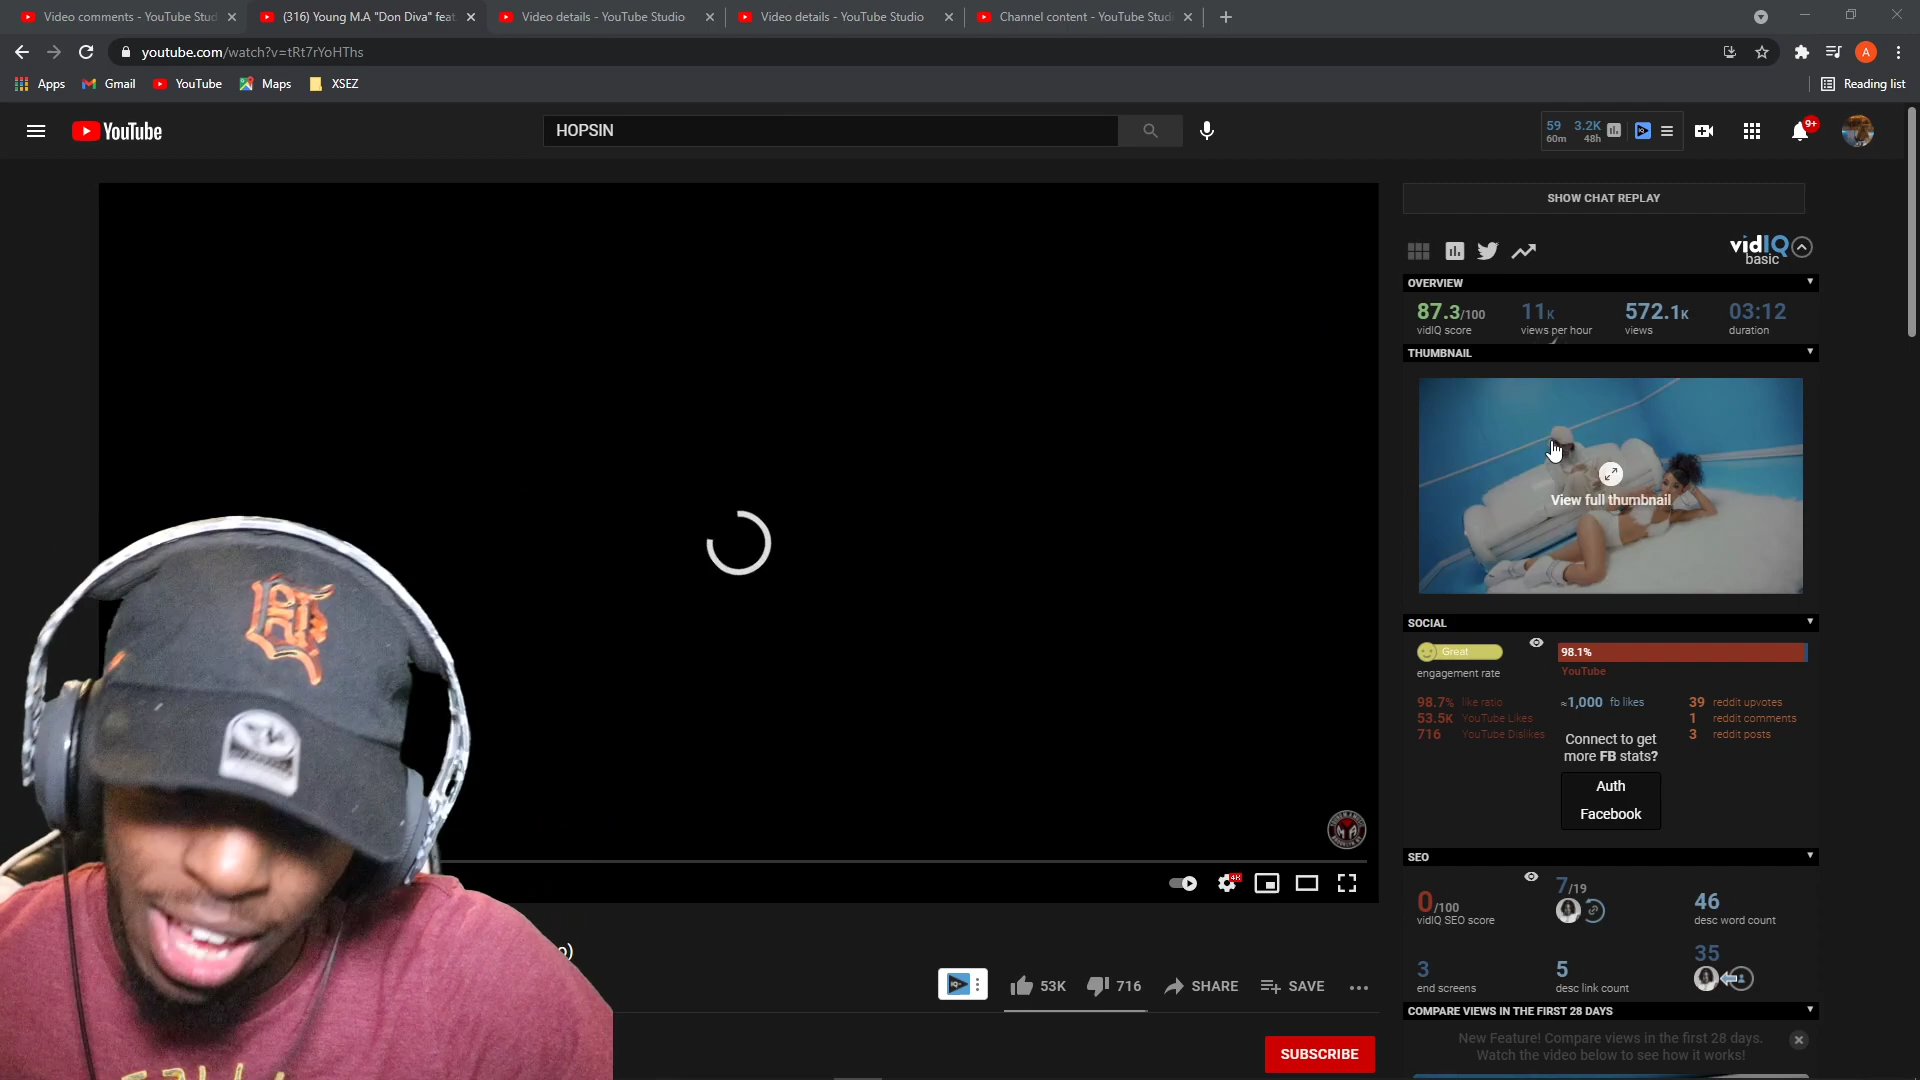 Video comments - YouTube Stud
(316) Young M.A "Don Diva" feat
Video details - YouTube Studio
Video details - YouTube Studio
Channel content - YouTube Studi
youtube.com/watch?v=tRt7rYoHThs
A
Apps
Gmail
YouTube
Maps
XSEZ
Reading list
YouTube
HOPSIN
59
60m
3.2K
48h
9+
SHOW CHAT REPLAY
vidIQ
basic
OVERVIEW
87.3/100
vidIQ score
11K
views per hour
572.1K
views
03:12
duration
THUMBNAIL
View full thumbnail
SOCIAL
Great
engagement rate
98.1%
YouTube
98.7% like ratio
53.5K YouTube Likes
716 YouTube Dislikes
≈1,000 fb likes
39 reddit upvotes
1 reddit comments
3 reddit posts
Connect to get
more FB stats?
Auth
Facebook
4K
SEO
0/100
vidIQ SEO score
7/19
46
desc word count
3
end screens
5
desc link count
35
o)
53K
716
SHARE
SAVE
SUBSCRIBE
COMPARE VIEWS IN THE FIRST 28 DAYS
New Feature! Compare views in the first 28 days.
Watch the video below to see how it works!